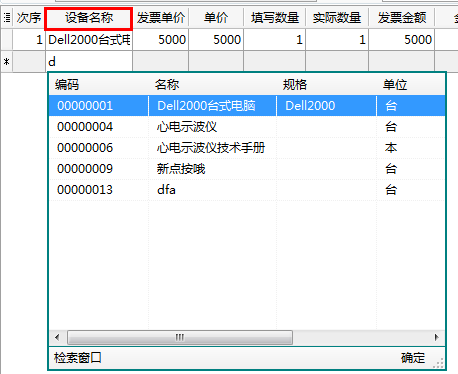 次序 设备名称 发票单价 单价 填写数量 实际数量 发票金额
1 Dell2000台式电 5000 5000 1 1 5000
* d
编码 名称 规格 单位
00000001 Dell2000台式电脑 Dell2000 台
00000004 心电示波仪 台
00000006 心电示波仪技术手册 本
00000009 新点按哦 台
00000013 dfa 台
检索窗口 确定